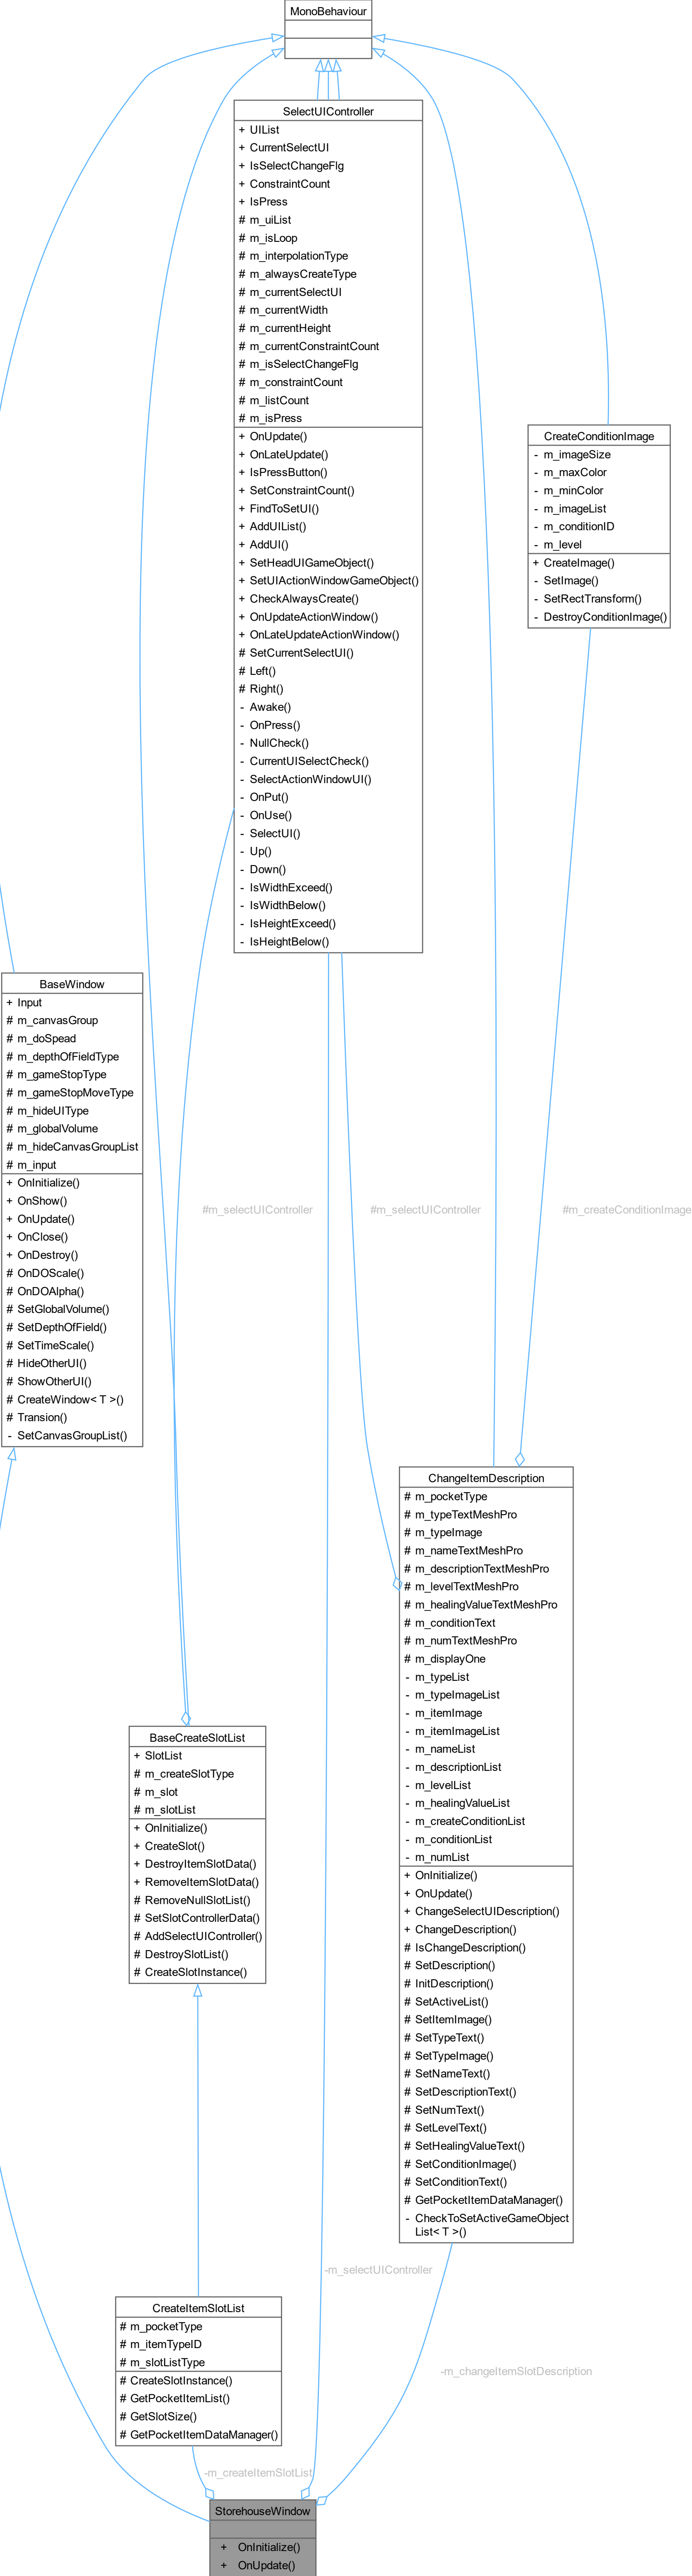 MonoBehaviour
SelectUIController
+ UIList
+ CurrentSelectUI
+ IsSelectChangeFlg
+ ConstraintCount
+ IsPress
# m_uiList
# m_isLoop
# m_interpolationType
# m_alwaysCreateType
# m_currentSelectUI
# m_currentWidth
# m_currentHeight
# m_currentConstraintCount
# m_isSelectChangeFlg
# m_constraintCount
# m_listCount
# m_isPress
+ OnUpdate()
+ OnLateUpdate()
+ IsPressButton()
+ SetConstraintCount()
+ FindToSetUI()
+ AddUIList()
+ AddUI()
+ SetHeadUIGameObject()
+ SetUIActionWindowGameObject()
+ CheckAlwaysCreate()
+ OnUpdateActionWindow()
+ OnLateUpdateActionWindow()
# SetCurrentSelectUI()
# Left()
# Right()
- Awake()
- OnPress()
- NullCheck()
- CurrentUISelectCheck()
- SelectActionWindowUI()
- OnPut()
- OnUse()
- SelectUI()
- Up()
- Down()
- IsWidthExceed()
- IsWidthBelow()
- IsHeightExceed()
- IsHeightBelow()
CreateConditionImage
- m_imageSize
- m_maxColor
- m_minColor
- m_imageList
- m_conditionID
- m_level
+ CreateImage()
- SetImage()
- SetRectTransform()
- DestroyConditionImage()
BaseWindow
+ Input
# m_canvasGroup
# m_doSpead
# m_depthOfFieldType
# m_gameStopType
# m_gameStopMoveType
# m_hideUIType
# m_globalVolume
# m_hideCanvasGroupList
# m_input
+ OnInitialize()
+ OnShow()
+ OnUpdate()
+ OnClose()
+ OnDestroy()
# OnDOScale()
# OnDOAlpha()
# SetGlobalVolume()
# SetDepthOfField()
# SetTimeScale()
# HideOtherUI()
# ShowOtherUI()
# CreateWindow< T >()
# Transion()
- SetCanvasGroupList()
#m_selectUIController
#m_selectUIController
#m_createConditionImage
ChangeItemDescription
# m_pocketType
# m_typeTextMeshPro
# m_typeImage
# m_nameTextMeshPro
# m_descriptionTextMeshPro
# m_levelTextMeshPro
# m_healingValueTextMeshPro
# m_conditionText
# m_numTextMeshPro
# m_displayOne
- m_typeList
- m_typeImageList
- m_itemImage
- m_itemImageList
- m_nameList
- m_descriptionList
- m_levelList
- m_healingValueList
- m_createConditionList
- m_conditionList
- m_numList
+ OnInitialize()
+ OnUpdate()
+ ChangeSelectUIDescription()
+ ChangeDescription()
# IsChangeDescription()
# SetDescription()
# InitDescription()
# SetActiveList()
# SetItemImage()
# SetTypeText()
# SetTypeImage()
# SetNameText()
# SetDescriptionText()
# SetNumText()
# SetLevelText()
# SetHealingValueText()
# SetConditionImage()
# SetConditionText()
# GetPocketItemDataManager()
- CheckToSetActiveGameObject
List< T >()
BaseCreateSlotList
+ SlotList
# m_createSlotType
# m_slot
# m_slotList
+ OnInitialize()
+ CreateSlot()
+ DestroyItemSlotData()
+ RemoveItemSlotData()
# RemoveNullSlotList()
# SetSlotControllerData()
# AddSelectUIController()
# DestroySlotList()
# CreateSlotInstance()
-m_selectUIController
CreateItemSlotList
# m_pocketType
# m_itemTypeID
# m_slotListType
# CreateSlotInstance()
# GetPocketItemList()
# GetSlotSize()
# GetPocketItemDataManager()
-m_changeItemSlotDescription
-m_createItemSlotList
StorehouseWindow
+ OnInitialize()
+ OnUpdate()